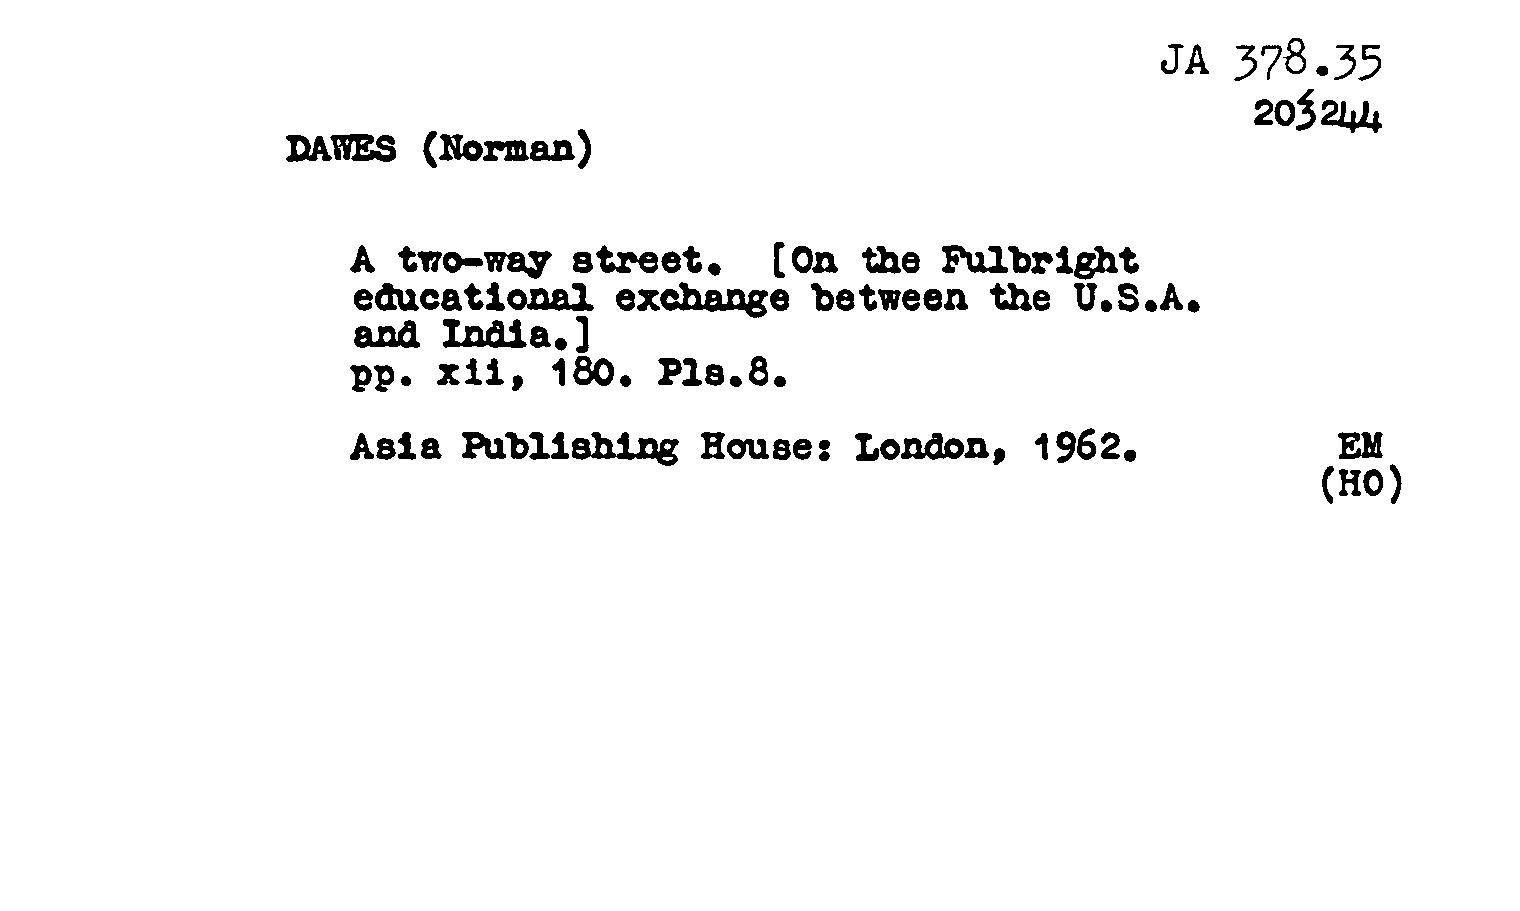 JA 378.35
203244
DAWES (Norman)
A two-way street. [On the Fulbright
educational exchange between the U.S.A.
and India.]
pp. xii, 180. Pls.8.
Asia Publishing House: London, 1962.
EM
(HO)